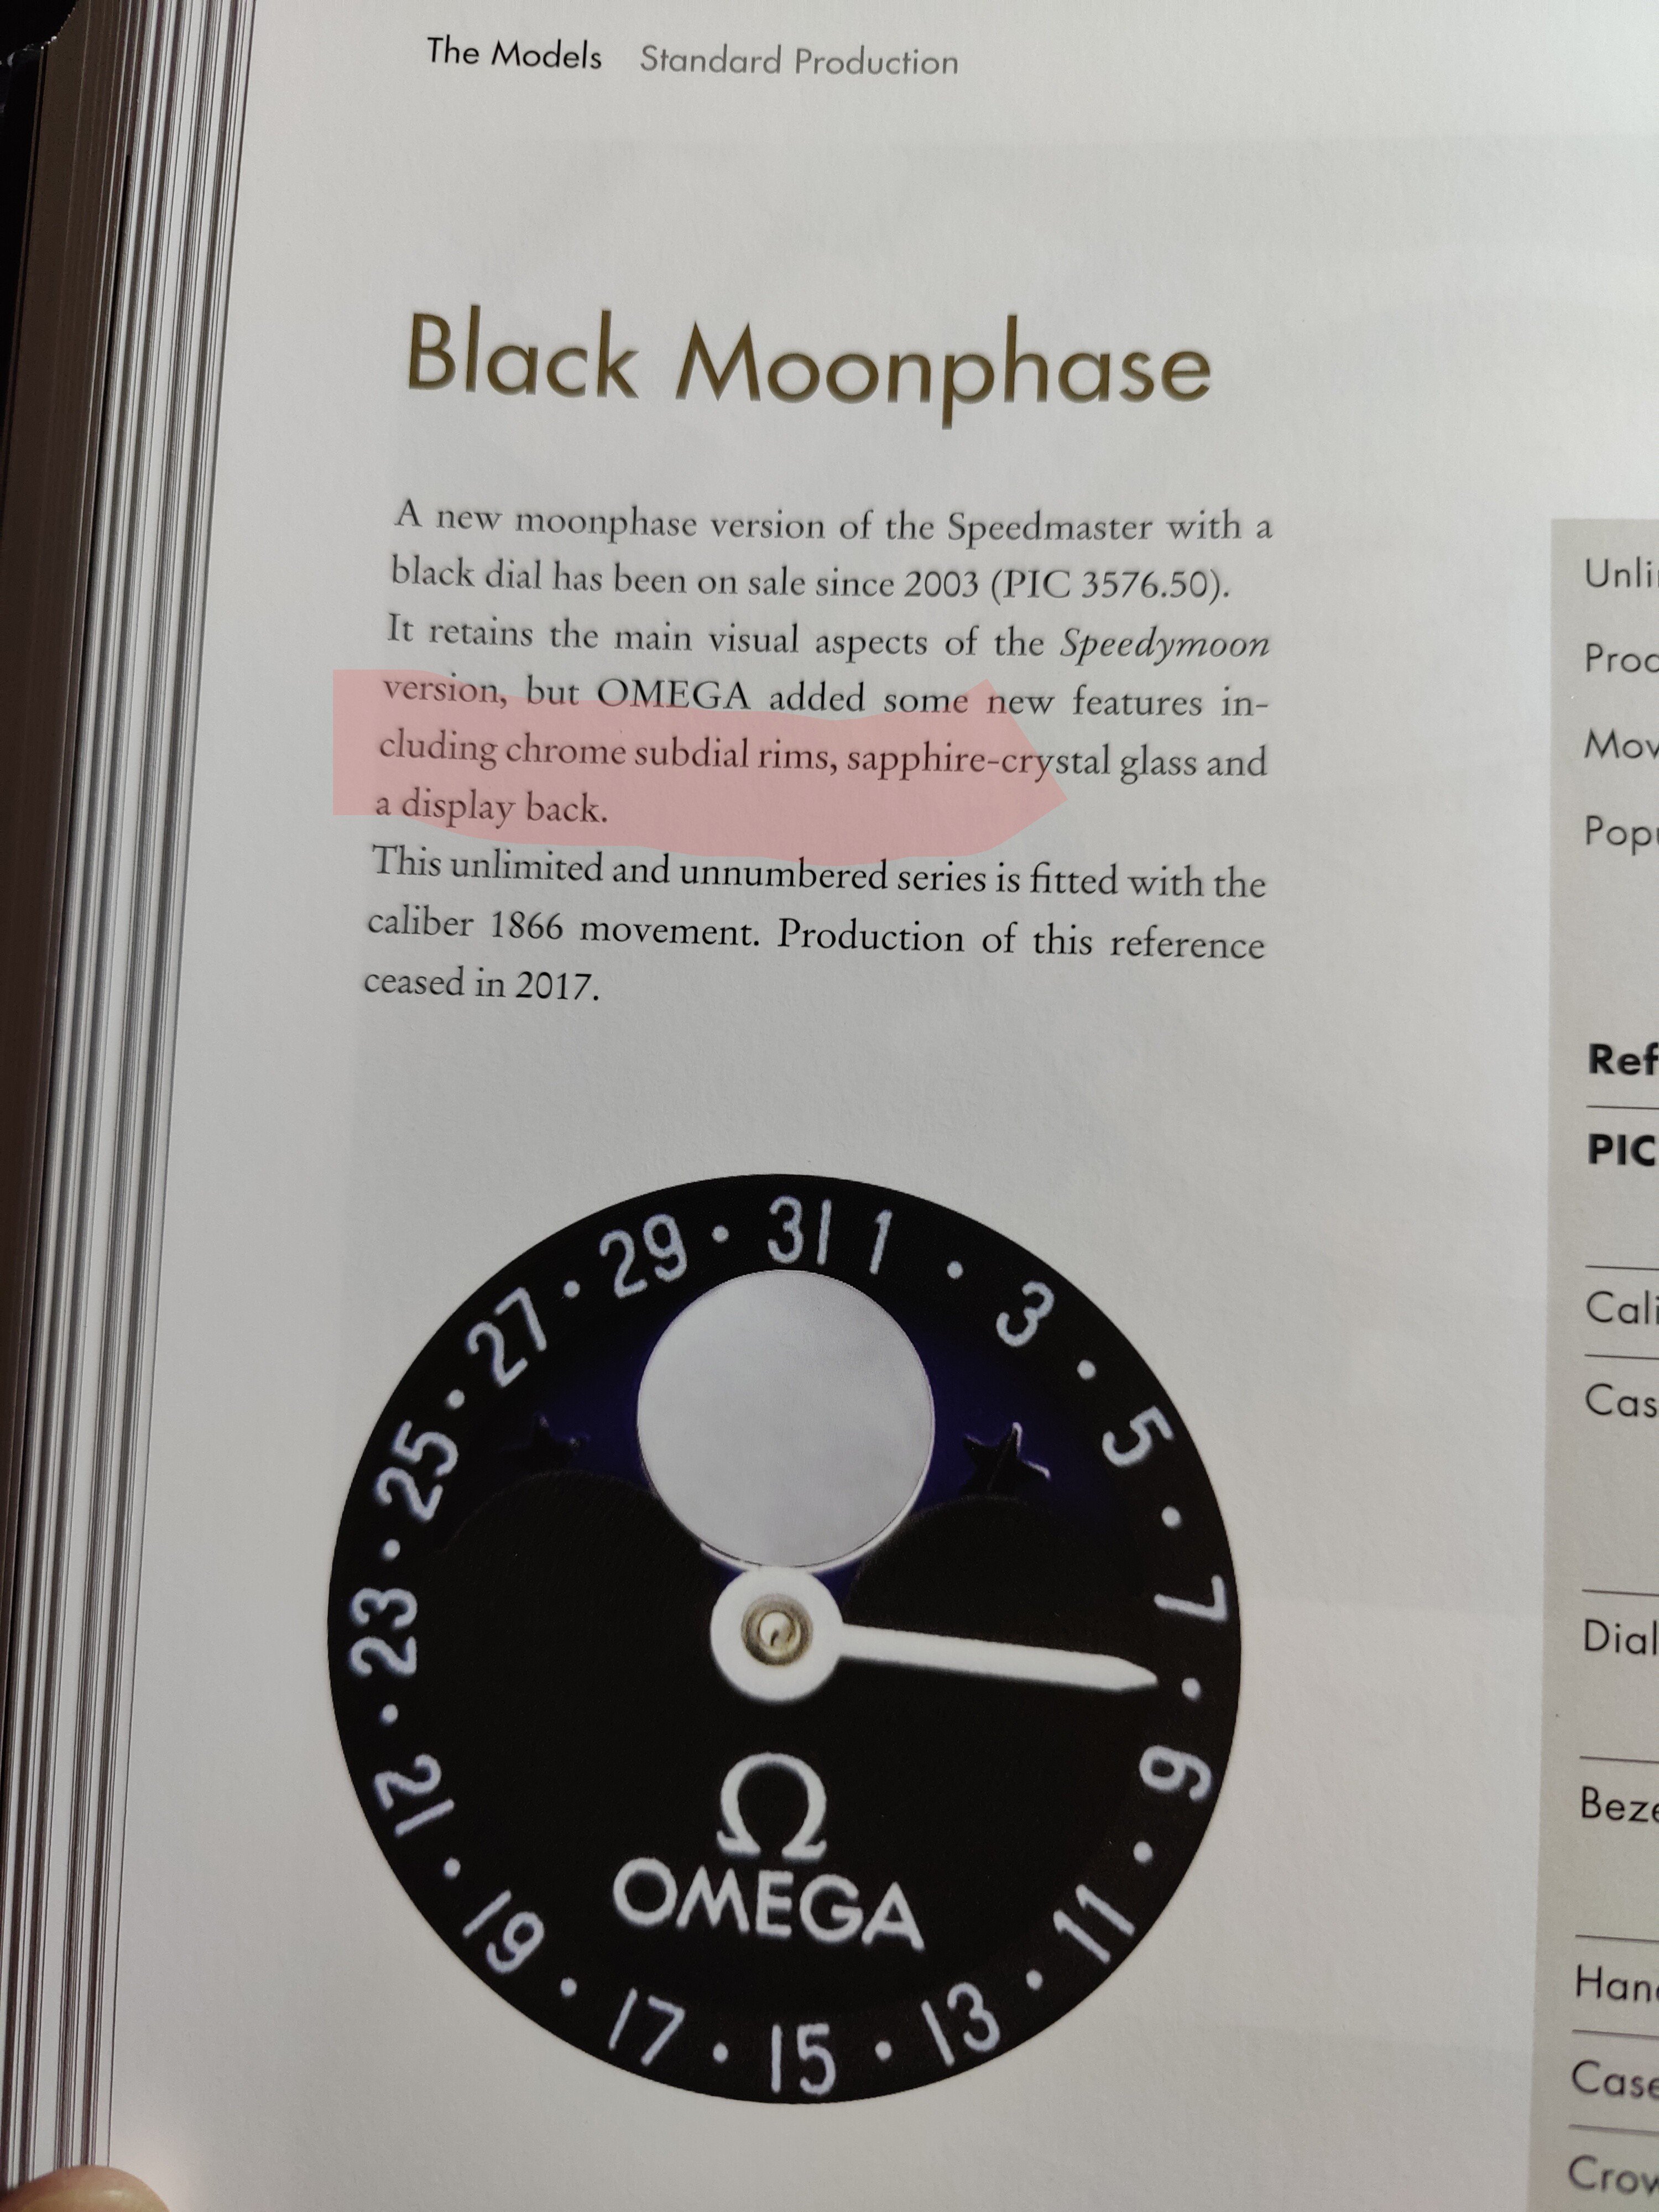 The Models Standard Production
Black Moonphase
A new moonphase version of the Speedmaster with a
black dial has been on sale since 2003 (PIC 3576.50).
It retains the main visual aspects of the Speedymoon
version, but OMEGA added some new features in-
cluding chrome subdial rims, sapphire-crystal glass and
a display back.
This unlimited and unnumbered series is fitted with the
caliber 1866 movement. Production of this reference
ceased in 2017.
31 1 · 3 · 5 · 7 · 9 · 11 · 13 · 15 · 17 · 19 · 21 · 23 · 25 · 27 · 29 ·
Ω
OMEGA
Ref
PIC
Dial